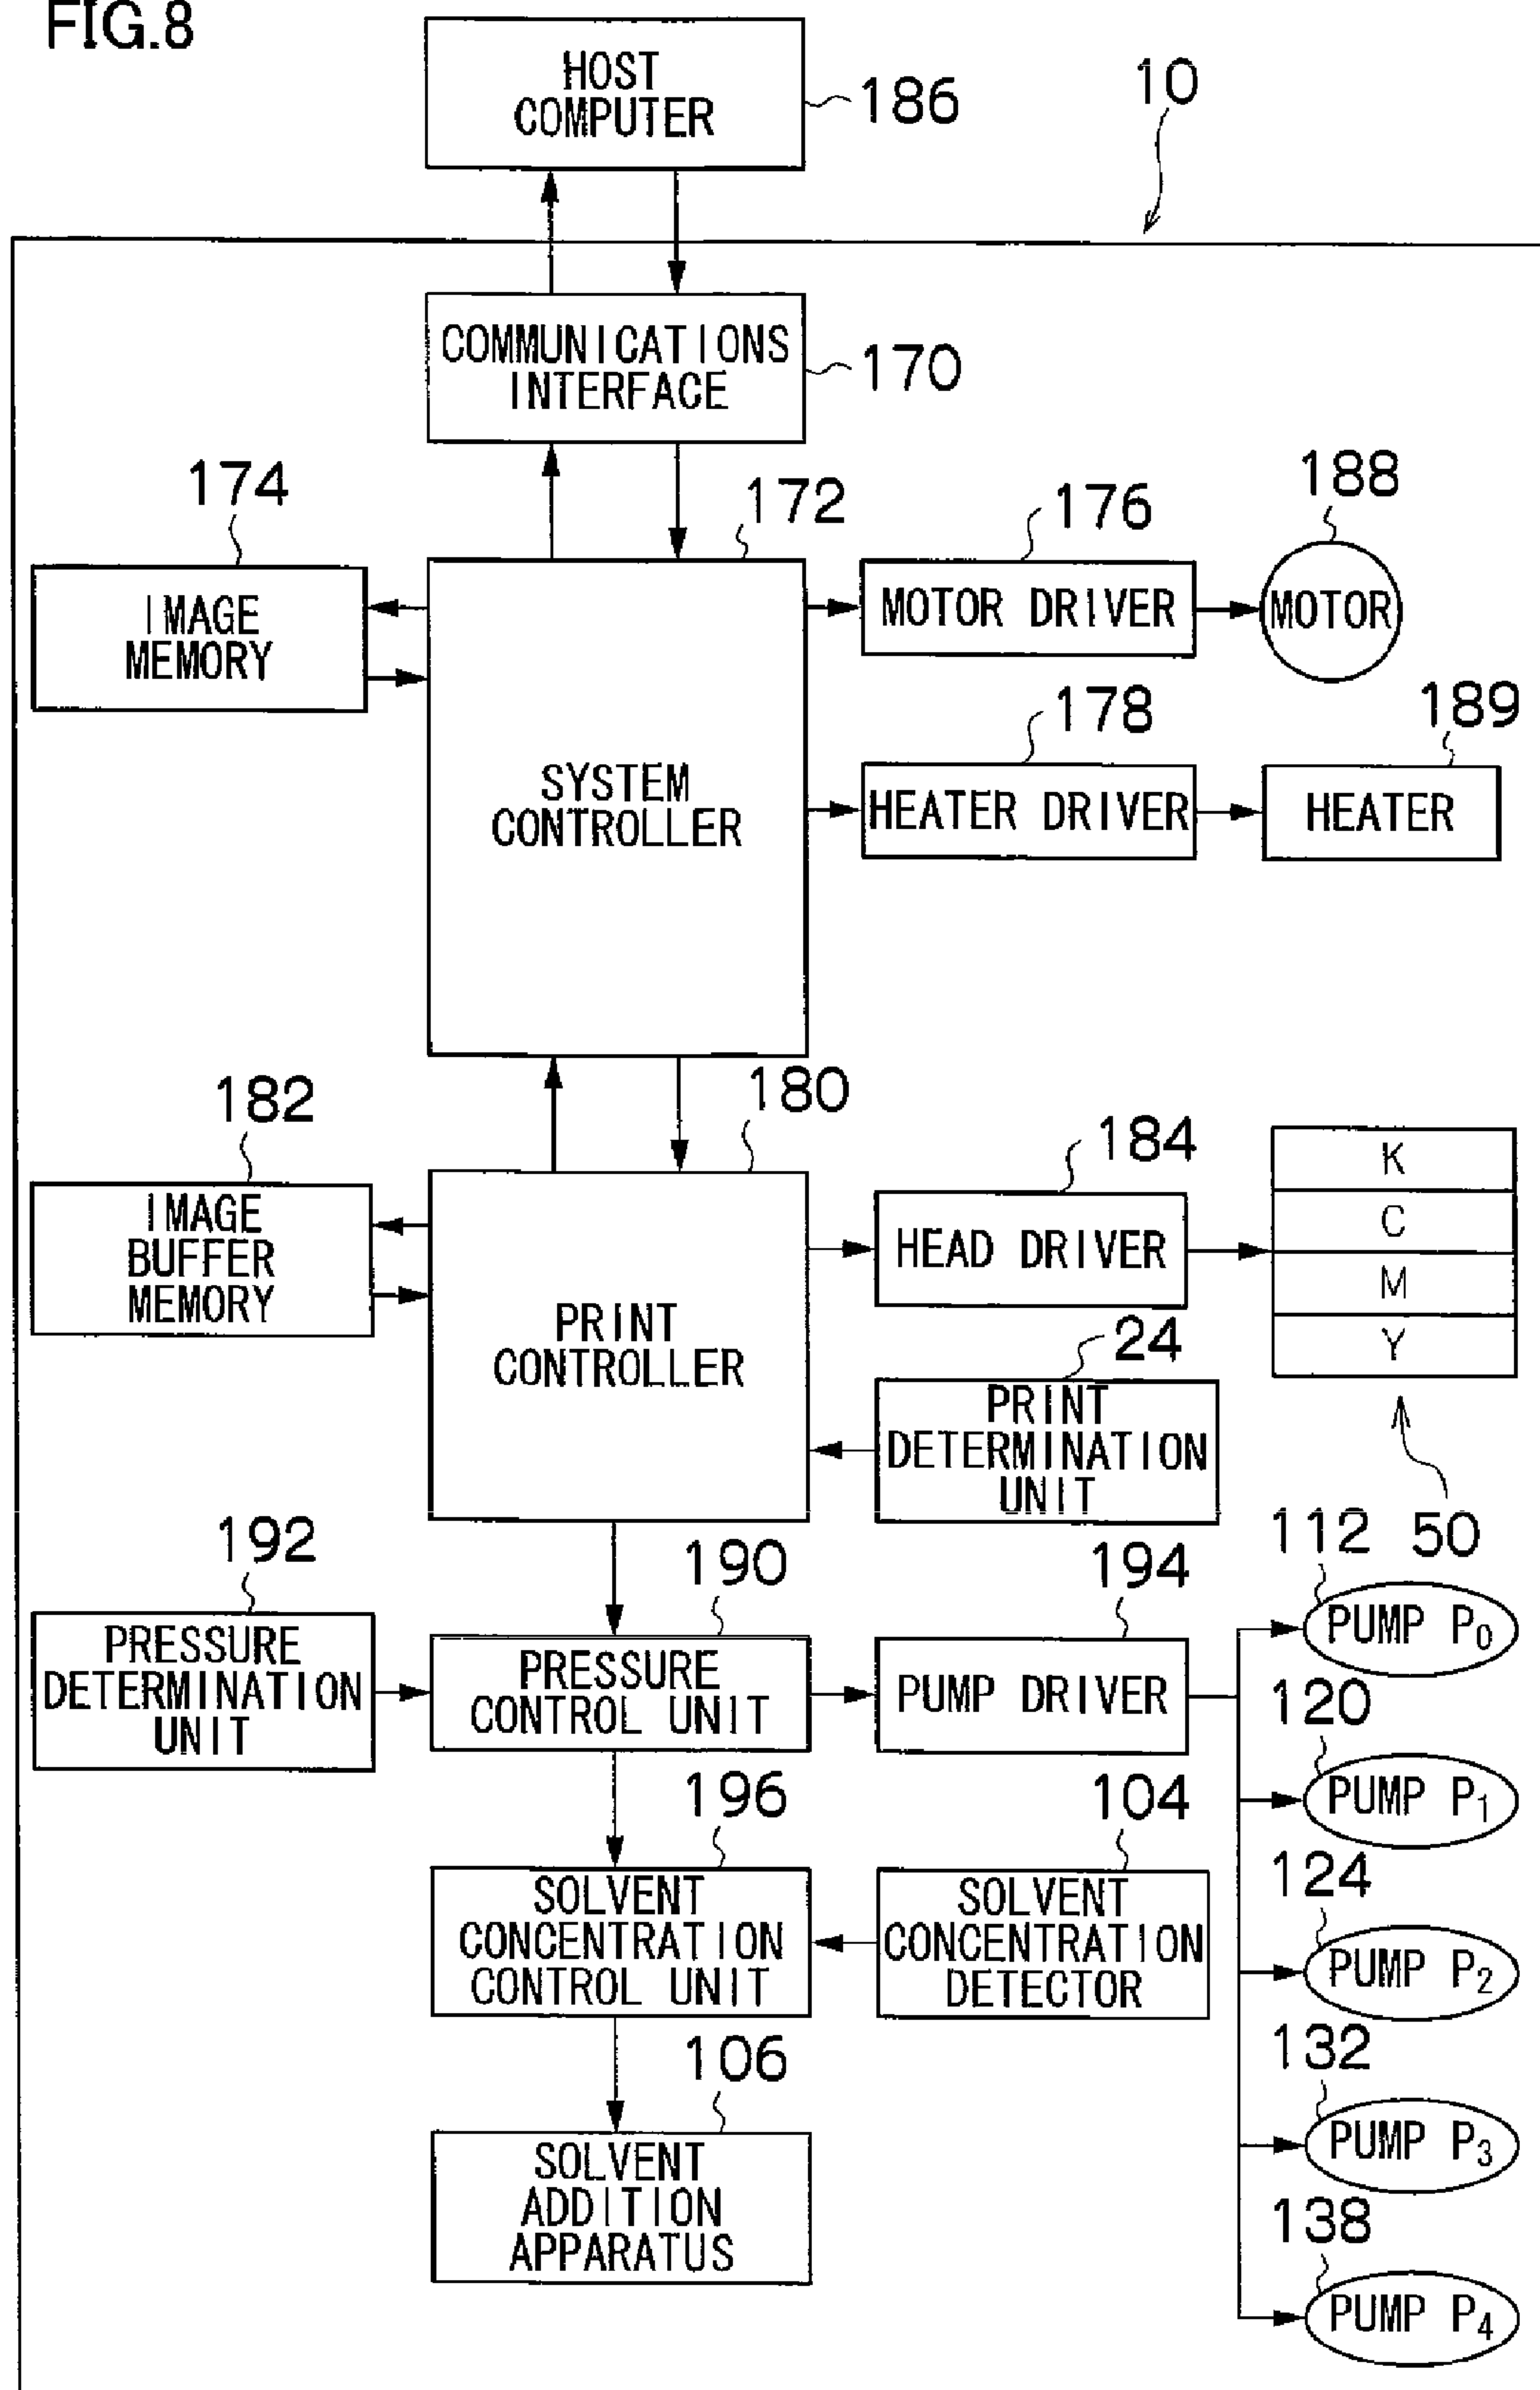 FIG.8
HOST
COMPUTER
186
10
COMMUNICATIONS
INTERFACE
170
174
172
176
188
IMAGE
MEMORY
MOTOR DRIVER
MOTOR
178
189
SYSTEM
CONTROLLER
HEATER DRIVER
HEATER
182
180
184
IMAGE
BUFFER
MEMORY
HEAD DRIVER
K
C
M
Y
PRINT
CONTROLLER
24
PRINT
DETERMINATION
UNIT
50
192
190
194
112
PRESSURE
DETERMINATION
UNIT
PRESSURE
CONTROL UNIT
PUMP DRIVER
PUMP P0
120
PUMP P1
196
104
124
SOLVENT
CONCENTRATION
CONTROL UNIT
SOLVENT
CONCENTRATION
DETECTOR
PUMP P2
106
132
SOLVENT
ADDITION
APPARATUS
PUMP P3
138
PUMP P4